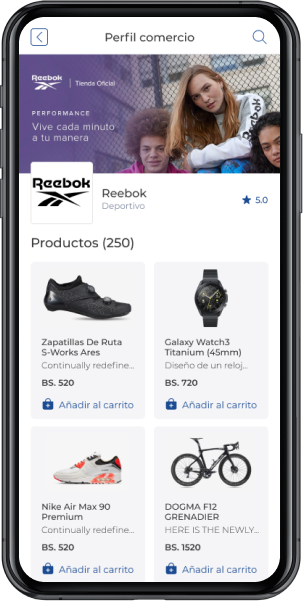 Perfil comercio
Reebok
Tienda Oficial
PERFORMANCE
Vive cada minuto
a tu manera
Reebok
Reebok
Deportivo
5.0
Productos (250)
Zapatillas De Ruta
S-Works Ares
Continually redefine...
BS. 520
Añadir al carrito
Galaxy Watch3
Titanium (45mm)
Diseño de un reloj...
BS. 720
Añadir al carrito
Nike Air Max 90
Premium
Continually redefine...
BS. 520
Añadir al carrito
DOGMA F12
GRENADIER
HERE IS THE NEWLY...
BS. 1520
Añadir al carrito